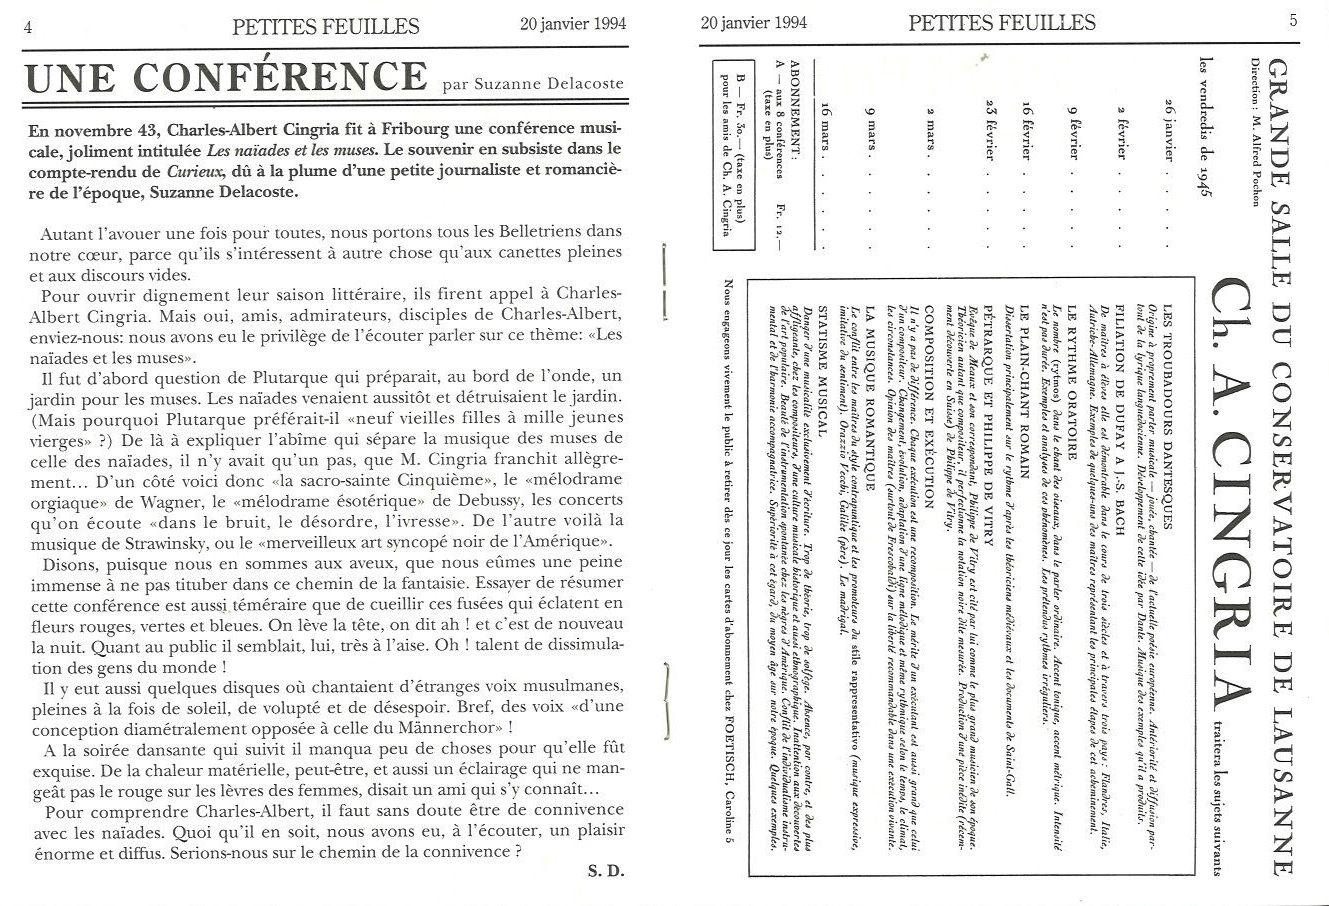 4
PETITES FEUILLES
20 janvier 1994
UNE CONFÉRENCE par Suzanne Delacoste
En novembre 43, Charles-Albert Cingria fit à Fribourg une conférence musi-
cale, joliment intitulée Les naïades et les muses. Le souvenir en subsiste dans le
compte-rendu de Curieux, dû à la plume d'une petite journaliste et romanciè-
re de l'époque, Suzanne Delacoste.
Autant l'avouer une fois pour toutes, nous portons tous les Belletriens dans
notre cœur, parce qu'ils s'intéressent à autre chose qu'aux canettes pleines
et aux discours vides.
Pour ouvrir dignement leur saison littéraire, ils firent appel à Charles-
Albert Cingria. Mais oui, amis, admirateurs, disciples de Charles-Albert,
enviez-nous: nous avons eu le privilège de l'écouter parler sur ce thème: «Les
naïades et les muses».
Il fut d'abord question de Plutarque qui préparait, au bord de l'onde, un
jardin pour les muses. Les naïades venaient aussitôt et détruisaient le jardin.
(Mais pourquoi Plutarque préférait-il «neuf vieilles filles à mille jeunes
vierges» ?) De là à expliquer l'abîme qui sépare la musique des muses de
celle des naïades, il n'y avait qu'un pas, que M. Cingria franchit allègre-
ment... D'un côté voici donc «la sacro-sainte Cinquième», le «mélodrame
orgiaque» de Wagner, le «mélodrame ésotérique» de Debussy, les concerts
qu'on écoute «dans le bruit, le désordre, l'ivresse». De l'autre voilà la
musique de Strawinsky, ou le «merveilleux art syncopé noir de l'Amérique».
Disons, puisque nous en sommes aux aveux, que nous eûmes une peine
immense à ne pas tituber dans ce chemin de la fantaisie. Essayer de résumer
cette conférence est aussi téméraire que de cueillir ces fusées qui éclatent en
fleurs rouges, vertes et bleues. On lève la tête, on dit ah ! et c'est de nouveau
la nuit. Quant au public il semblait, lui, très à l'aise. Oh ! talent de dissimula-
tion des gens du monde !
Il y eut aussi quelques disques où chantaient d'étranges voix musulmanes,
pleines à la fois de soleil, de volupté et de désespoir. Bref, des voix «d'une
conception diamétralement opposée à celle du Männerchor» !
A la soirée dansante qui suivit il manqua peu de choses pour qu'elle fût
exquise. De la chaleur matérielle, peut-être, et aussi un éclairage qui ne man-
geât pas le rouge sur les lèvres des femmes, disait un ami qui s'y connaît...
Pour comprendre Charles-Albert, il faut sans doute être de connivence
avec les naïades. Quoi qu'il en soit, nous avons eu, à l'écouter, un plaisir
énorme et diffus. Serions-nous sur le chemin de la connivence ?
S. D.
20 janvier 1994
PETITES FEUILLES
5
GRANDE SALLE DU CONSERVATOIRE DE LAUSANNE
Direction : M. Alfred Pochon
Ch. A. CINGRIA traitera les sujets suivants
les vendredis de 1945
26 janvier . . . .
LES TROUBADOURS DANTESQUES
Origine à proprement parler musicale — jouée, chantée — de l'actuelle poésie européenne. Antériorité et diffusion par-
tout de la lyrique languedocienne. Développement de cette idée par Dante. Musique des exemples qu'il a produits.
2 février . . . .
FILIATION DE DUFAY A J.-S. BACH
De maîtres à élèves elle est démontrable dans le cours de trois siècles et à travers trois pays : Flandres, Italie,
Autriche-Allemagne. Exemples de quelques-uns des maîtres représentant les principales étapes de cet acheminement.
9 février . . . .
LE RYTHME ORATOIRE
Le nombre (rytmos) dans le chant des oiseaux, dans le parler ordinaire. Accent tonique, accent métrique. Intensité
n'est pas durée. Exemples et analyses de ces phénomènes. Les prétendus rythmes irréguliers.
16 février . . . .
LE PLAIN-CHANT ROMAIN
Dissertation principalement sur le rythme d'après les théoriciens médiévaux et les documents de Saint-Gall.
23 février . . . .
PÉTRARQUE ET PHILIPPE DE VITRY
Evêque de Meaux et son correspondant, Philippe de Vitry est cité par lui comme le plus grand musicien de son époque.
Théoricien autant que compositeur, il perfectionne la notation noire dite mesurée. Production d'une pièce inédite (récem-
ment découverte en Suisse) de Philippe de Vitry.
2 mars . . . .
COMPOSITION ET EXÉCUTION
Il n'y a pas de différence. Chaque exécution est une recomposition. Le mérite d'un exécutant est aussi grand que celui
d'un compositeur. Changement, évolution, adaptation d'une ligne mélodique et même rythmique selon le temps, le climat,
les circonstances. Opinion des maîtres (surtout de Frescobaldi) sur la liberté recommandable dans une exécution vivante.
9 mars . . . .
LA MUSIQUE ROMANTIQUE
Le conflit entre les maîtres du style contrapuntique et les promoteurs du stile rappresentativo (musique expressive,
imitative du sentiment). Orazzio Vecchi, Galilée (père). Le madrigal.
16 mars . . . .
STATISME MUSICAL
Danger d'une musicalité exclusivement d'écriture. Trop de théorie, trop de solfège. Absence, par contre, et des plus
affligeante, chez les compositeurs, d'une culture musicale historique et aussi ethnographique. Inattention aux découvertes
de l'art populaire. Beauté de l'instrumentation spontanée chez les nègres d'Amérique. Conflit de l'individualisme instru-
mental et de l'harmonie accompagnatrice. Supériorité à cet égard, du moyen âge sur notre époque. Quelques exemples.
ABONNEMENT :
A — aux 8 conférences Fr. 12.—
(taxe en plus)
B — Fr. 30.— (taxe en plus)
pour les amis de Ch. A. Cingria
Nous engageons vivement le public à retirer dès ce jour les cartes d'abonnement chez FŒTISCH, Caroline 5